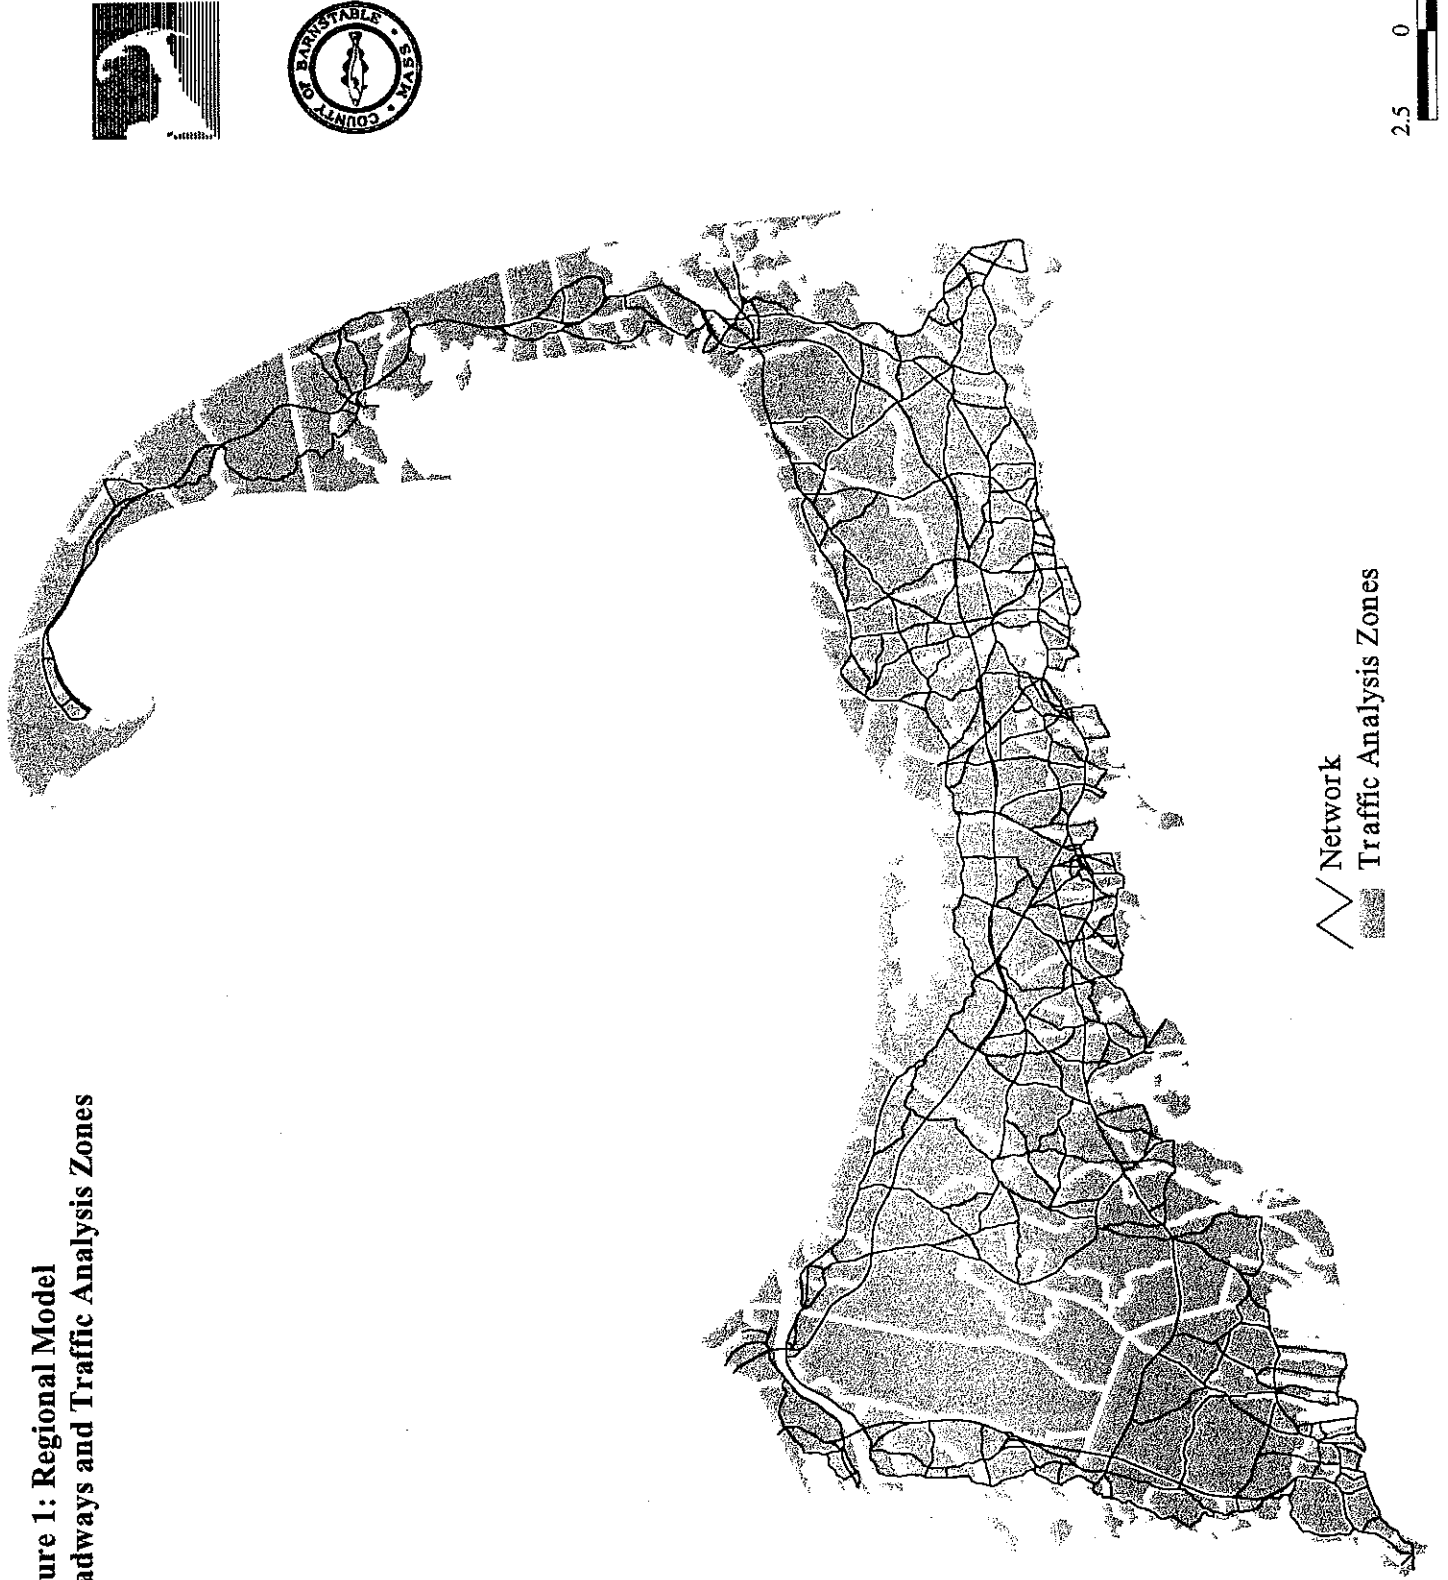 ure 1: Regional Model
adways and Traffic Analysis Zones
COUNTY OF BARNSTABLE • MASS •
Network
Traffic Analysis Zones
2.5 0